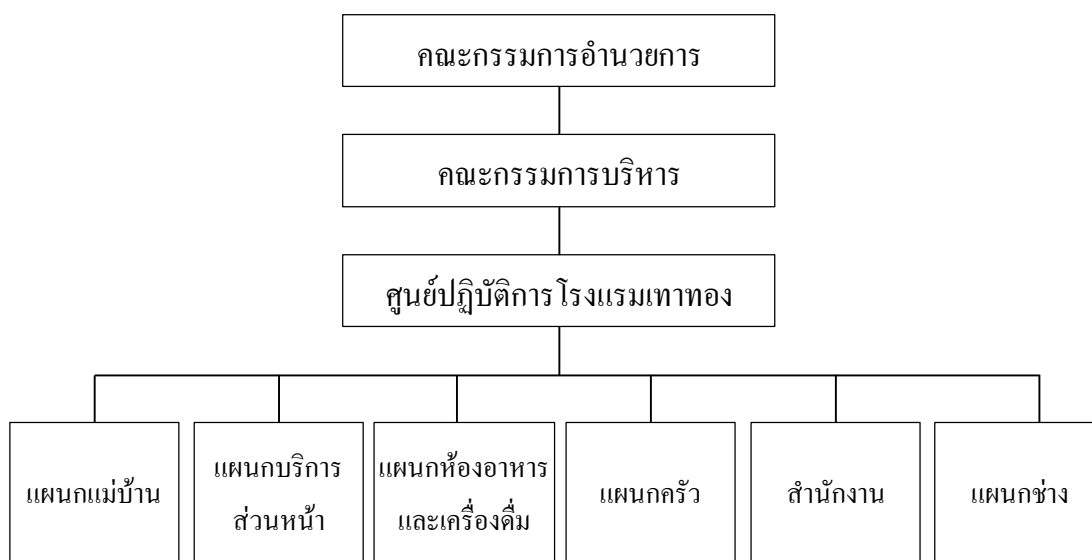 คณะกรรมการอำนวยการ
คณะกรรมการบริหาร
ศูนย์ปฏิบัติการโรงแรมเทาทอง
แผนกแม่บ้าน
แผนกบริการ
ส่วนหน้า
แผนกห้องอาหาร
และเครื่องดื่ม
แผนกครัว
สำนักงาน
แผนกช่าง